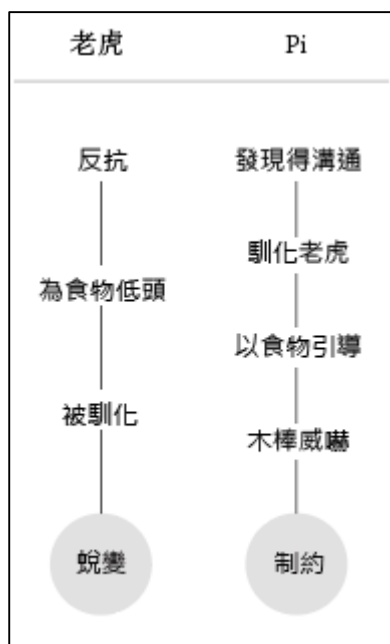 老虎 Pi
反抗 發現得溝通
馴化老虎
為食物低頭
以食物引導
被馴化
木棒威嚇
蛻變 制約